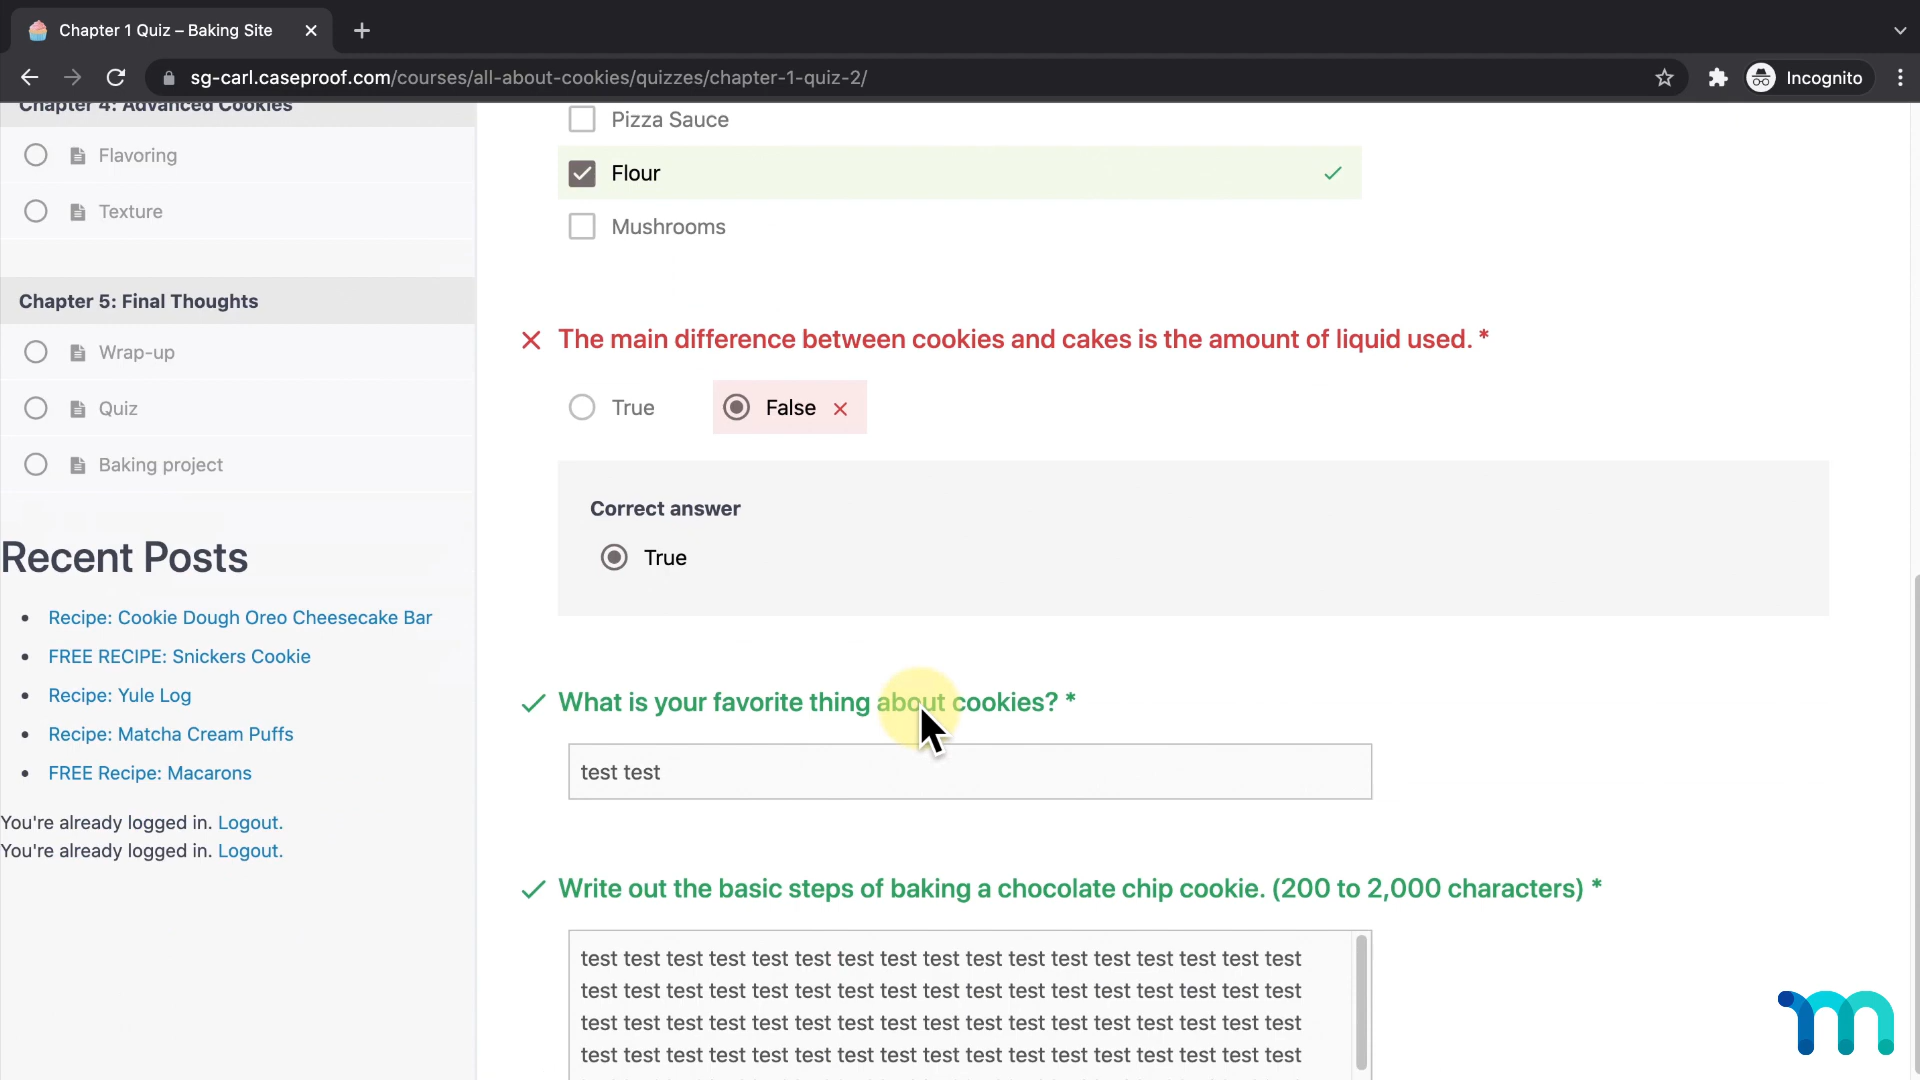 Chapter 1 Quiz – Baking Site
sg-carl.caseproof.com/courses/all-about-cookies/quizzes/chapter-1-quiz-2/
Incognito
Chapter 4: Advanced Cookies
Flavoring
Texture
Chapter 5: Final Thoughts
Wrap-up
Quiz
Baking project
Recent Posts
Recipe: Cookie Dough Oreo Cheesecake Bar
FREE RECIPE: Snickers Cookie
Recipe: Yule Log
Recipe: Matcha Cream Puffs
FREE Recipe: Macarons
You're already logged in. Logout.
You're already logged in. Logout.
Pizza Sauce
Flour
Mushrooms
The main difference between cookies and cakes is the amount of liquid used. *
True
False
Correct answer
True
What is your favorite thing about cookies? *
test test
Write out the basic steps of baking a chocolate chip cookie. (200 to 2,000 characters) *
test test test test test test test test test test test test test test test test test
test test test test test test test test test test test test test test test test test
test test test test test test test test test test test test test test test test test
test test test test test test test test test test test test test test test test test
m